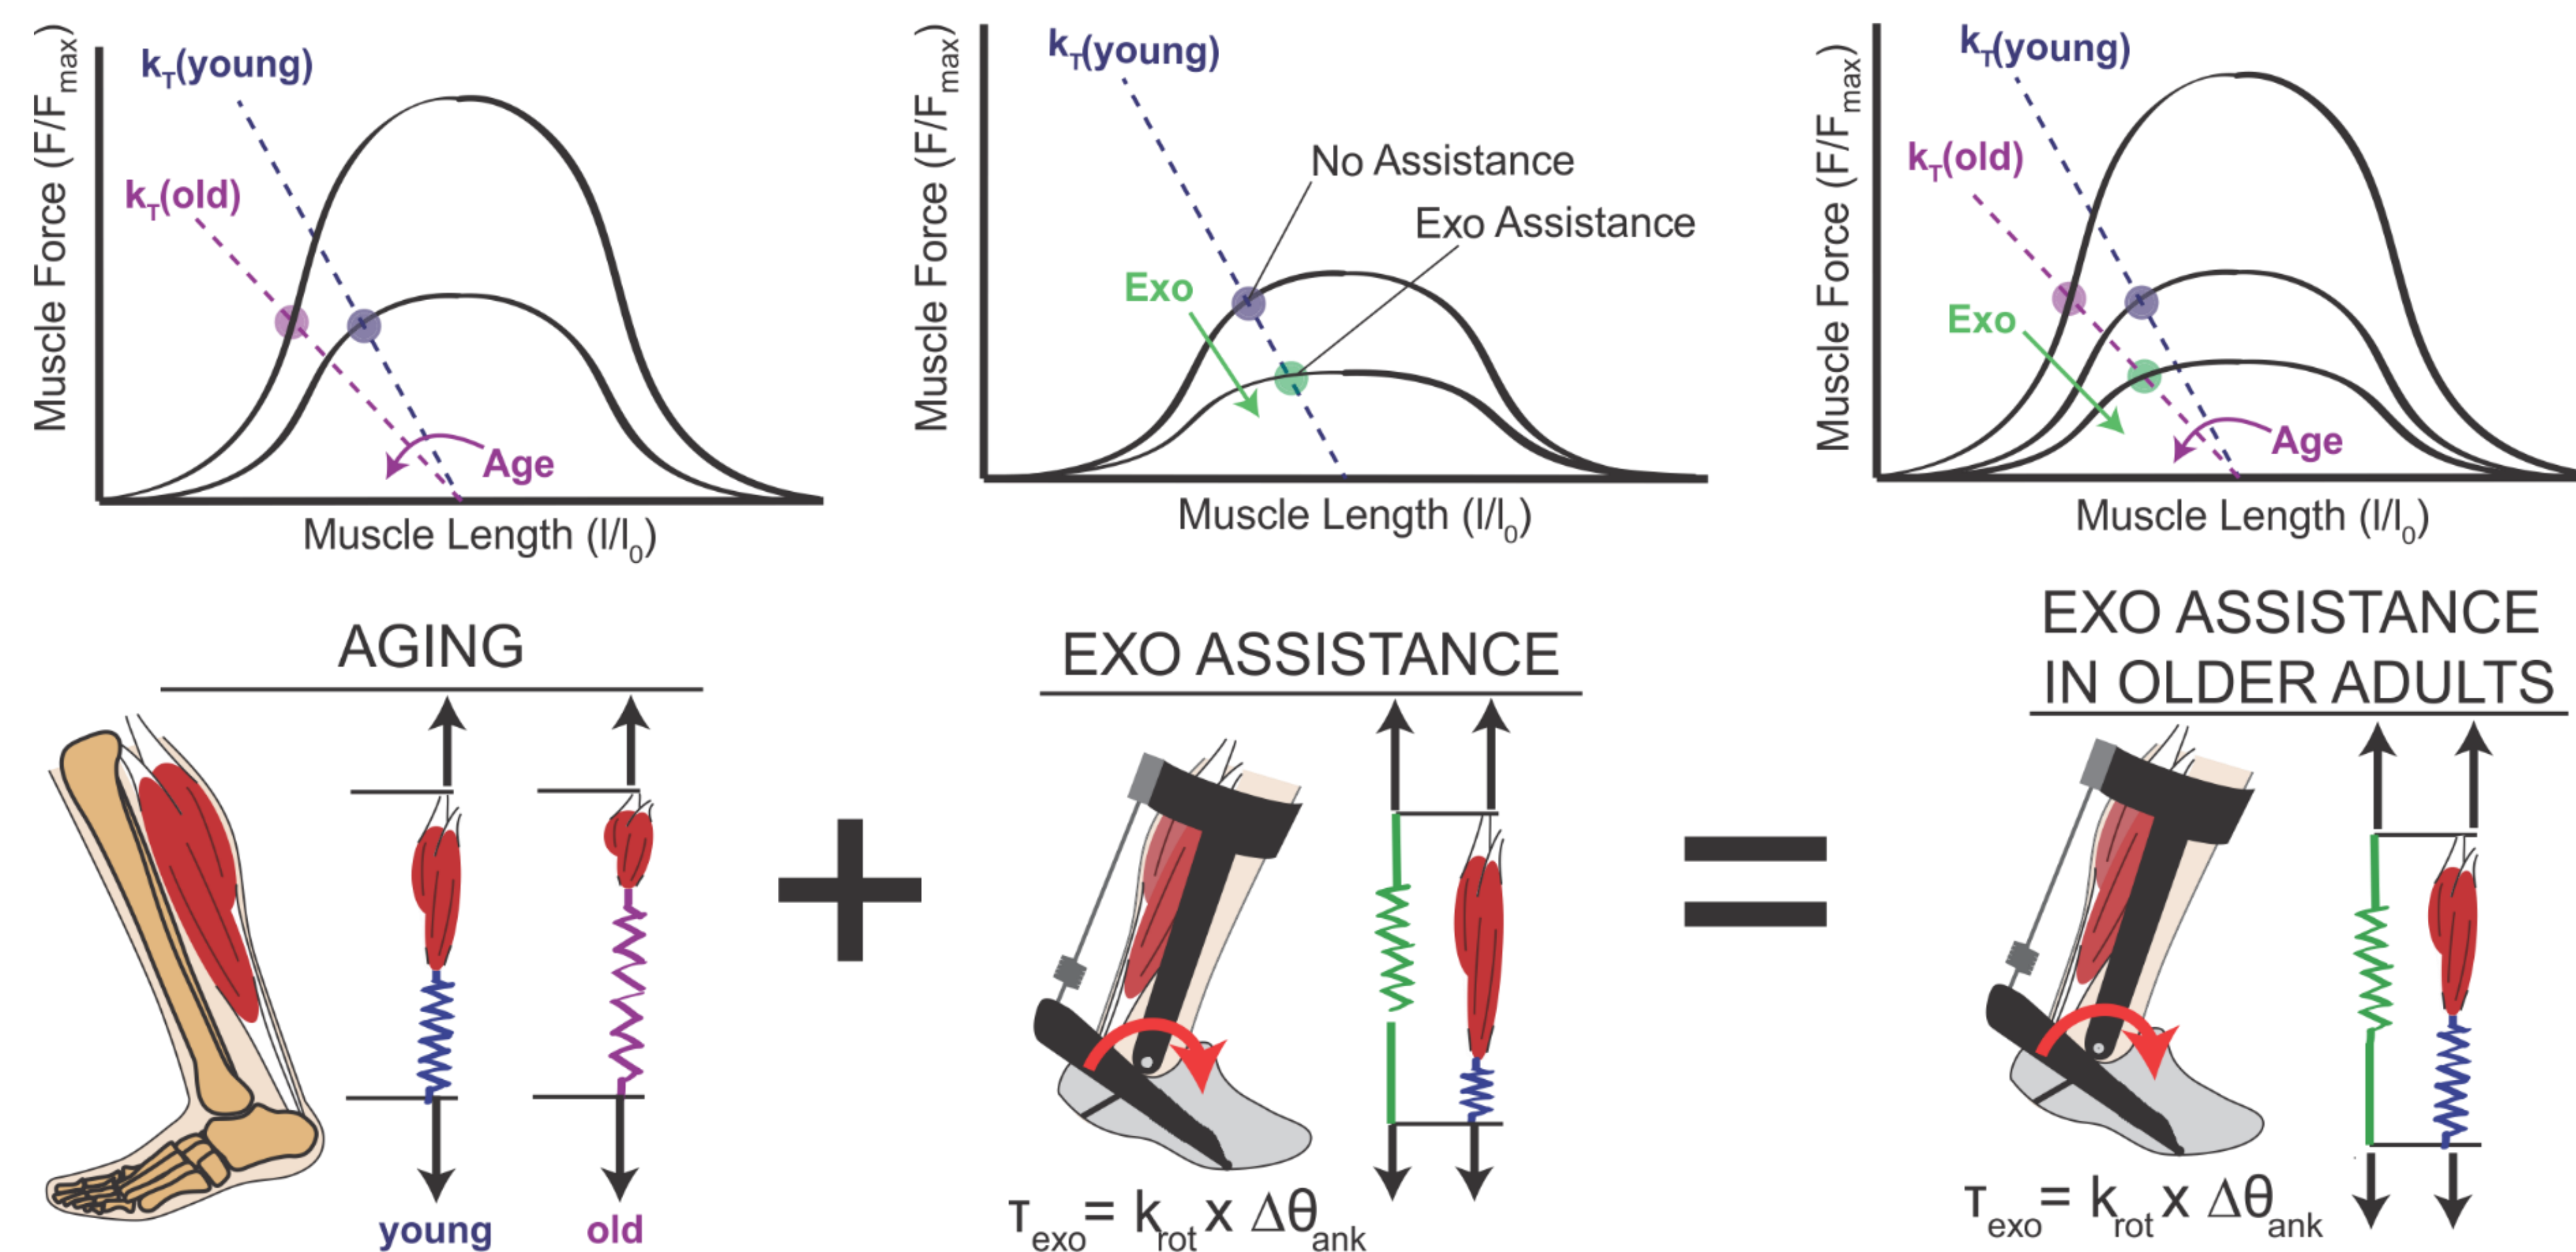 Muscle Force (F/Fmax)
kT(young)
kT(old)
Age
Muscle Length (l/l0)
Muscle Force (F/Fmax)
kT(young)
No Assistance
Exo Assistance
Exo
Muscle Length (l/l0)
Muscle Force (F/Fmax)
kT(young)
kT(old)
Exo
Age
Muscle Length (l/l0)
AGING
young
old
+
EXO ASSISTANCE
τexo= krot x Δθank
=
EXO ASSISTANCE
IN OLDER ADULTS
τexo= krot x Δθank